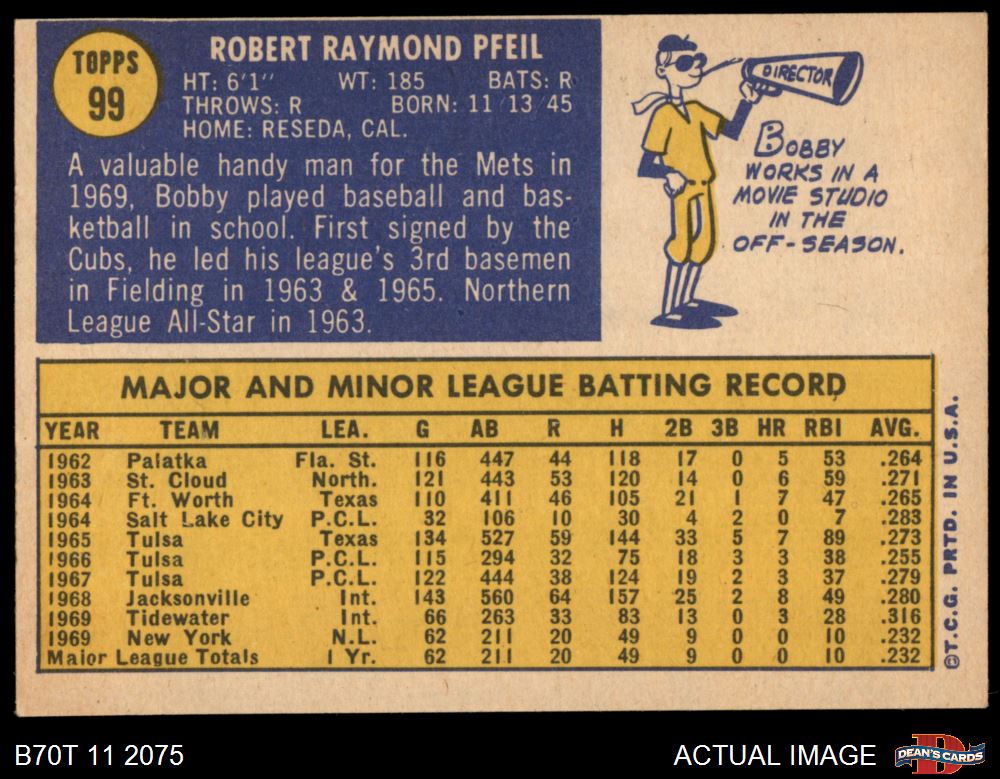 TOPPS
99
ROBERT RAYMOND PFEIL
HT: 6'1" WT: 185 BATS: R
THROWS: R BORN: 11 13 45
HOME: RESEDA, CAL.
A valuable handy man for the Mets in
1969, Bobby played baseball and bas-
ketball in school. First signed by the
Cubs, he led his league's 3rd basemen
in Fielding in 1963 & 1965. Northern
League All-Star in 1963.
DIRECTOR
BOBBY
WORKS IN A
MOVIE STUDIO
IN THE
OFF-SEASON.
MAJOR AND MINOR LEAGUE BATTING RECORD
YEAR TEAM LEA. G AB R H 2B 3B HR RBI AVG.
1962 Palatka Fla. St. 116 447 44 118 17 0 5 53 .264
1963 St. Cloud North. 121 443 53 120 14 0 6 59 .271
1964 Ft. Worth Texas 110 411 46 105 21 1 7 47 .265
1964 Salt Lake City P.C.L. 32 106 10 30 4 2 0 7 .283
1965 Tulsa Texas 134 527 59 144 33 5 7 89 .273
1966 Tulsa P.C.L. 115 294 32 75 18 3 3 38 .255
1967 Tulsa P.C.L. 122 444 38 124 19 2 3 37 .279
1968 Jacksonville Int. 143 560 64 157 25 2 8 49 .280
1969 Tidewater Int. 66 263 33 83 13 0 3 28 .316
1969 New York N.L. 62 211 20 49 9 0 0 10 .232
Major League Totals 1 Yr. 62 211 20 49 9 0 0 10 .232
©T.C.G. PRTD. IN U.S.A.
B70T 11 2075
ACTUAL IMAGE
D
DEAN'S CARDS